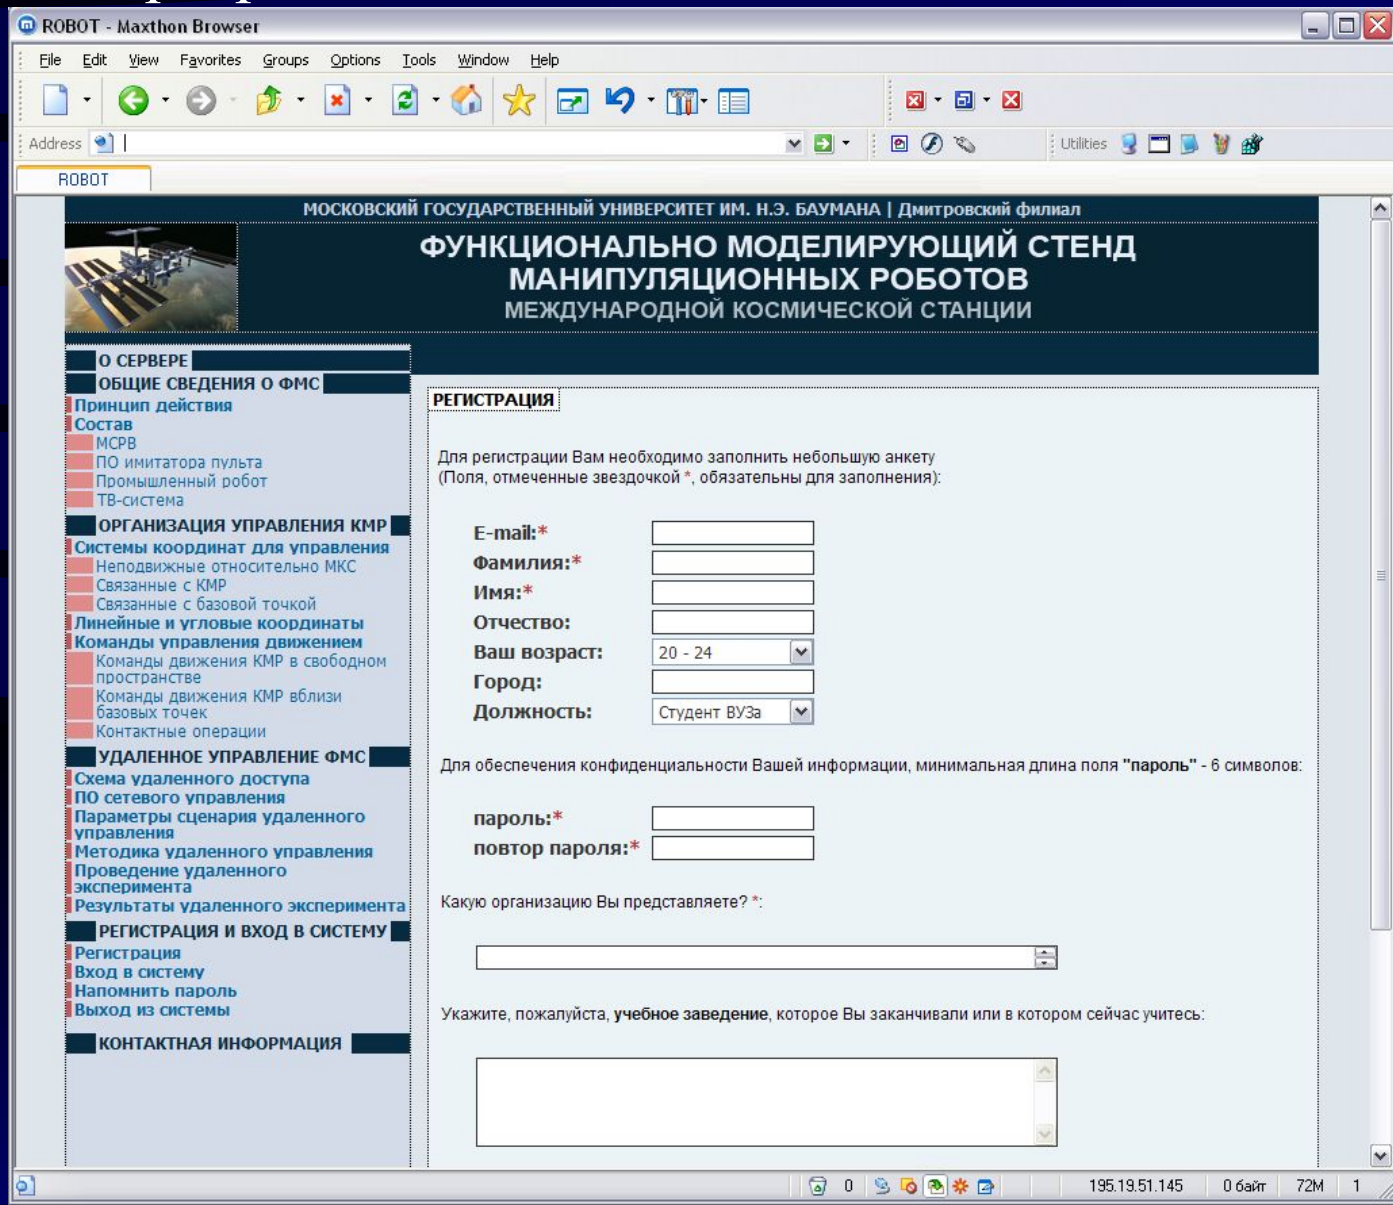 ROBOT - Maxthon Browser
File Edit View Favorites Groups Options Tools Window Help
Address
Utilities
ROBOT
МОСКОВСКИЙ ГОСУДАРСТВЕННЫЙ УНИВЕРСИТЕТ ИМ. Н.Э. БАУМАНА | Дмитровский филиал
ФУНКЦИОНАЛЬНО МОДЕЛИРУЮЩИЙ СТЕНД
МАНИПУЛЯЦИОННЫХ РОБОТОВ
МЕЖДУНАРОДНОЙ КОСМИЧЕСКОЙ СТАНЦИИ
О СЕРВЕРЕ
ОБЩИЕ СВЕДЕНИЯ О ФМС
Принцип действия
Состав
МСРВ
ПО имитатора пульта
Промышленный робот
ТВ-система
ОРГАНИЗАЦИЯ УПРАВЛЕНИЯ КМР
Системы координат для управления
Неподвижные относительно МКС
Связанные с КМР
Связанные с базовой точкой
Линейные и угловые координаты
Команды управления движением
Команды движения КМР в свободном
пространстве
Команды движения КМР вблизи
базовых точек
Контактные операции
УДАЛЕННОЕ УПРАВЛЕНИЕ ФМС
Схема удаленного доступа
ПО сетевого управления
Параметры сценария удаленного
управления
Методика удаленного управления
Проведение удаленного
эксперимента
Результаты удаленного эксперимента
РЕГИСТРАЦИЯ И ВХОД В СИСТЕМУ
Регистрация
Вход в систему
Напомнить пароль
Выход из системы
КОНТАКТНАЯ ИНФОРМАЦИЯ
РЕГИСТРАЦИЯ
Для регистрации Вам необходимо заполнить небольшую анкету
(Поля, отмеченные звездочкой *, обязательны для заполнения):
E-mail:*
Фамилия:*
Имя:*
Отчество:
Ваш возраст: 20 - 24
Город:
Должность: Студент ВУЗа
Для обеспечения конфиденциальности Вашей информации, минимальная длина поля "пароль" - 6 символов:
пароль:*
повтор пароля:*
Какую организацию Вы представляете? *:
Укажите, пожалуйста, учебное заведение, которое Вы заканчивали или в котором сейчас учитесь:
0 195.19.51.145 0 байт 72M 1